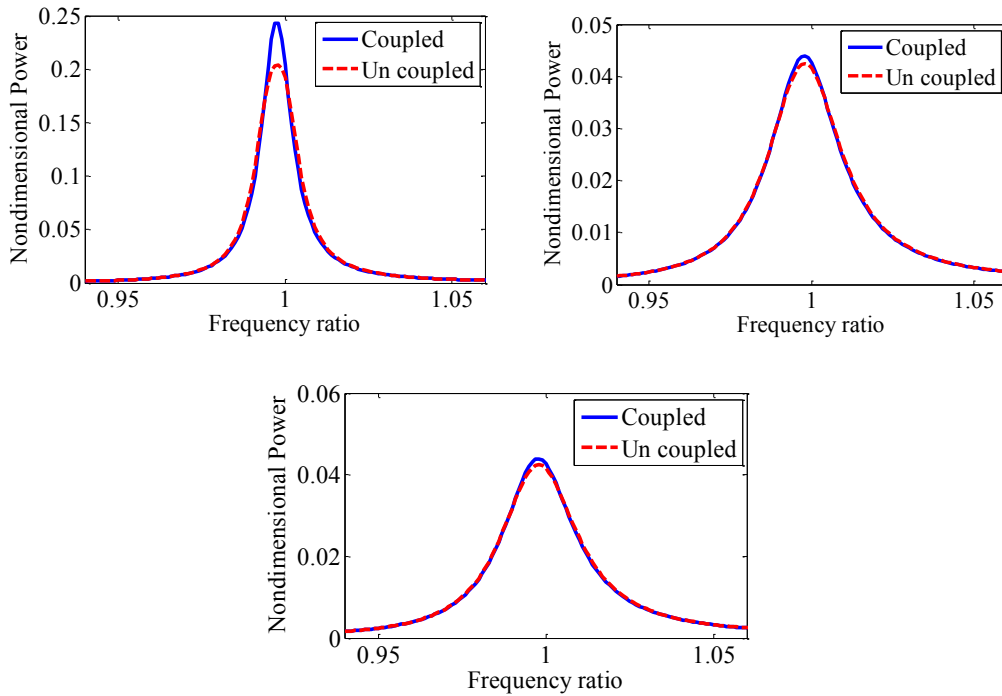 0.25
0.2
0.15
0.1
0.05
0
Nondimensional Power
Coupled
Un coupled
0.95
1
1.05
Frequency ratio
0.05
0.04
0.03
0.02
0.01
0
Nondimensional Power
Coupled
Un coupled
0.95
1
1.05
Frequency ratio
0.06
0.04
0.02
0
Nondimensional Power
Coupled
Un coupled
0.95
1
1.05
Frequency ratio